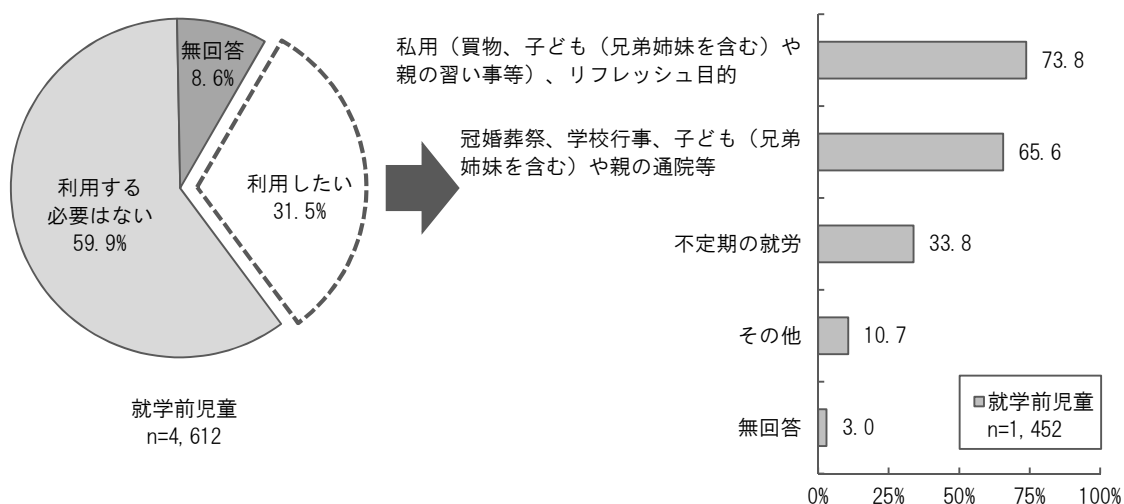 無回答
8.6%
利用したい
31.5%
利用する
必要はない
59.9%
就学前児童
n=4,612
私用（買物、子ども（兄弟姉妹を含む）や
親の習い事等）、リフレッシュ目的
73.8
冠婚葬祭、学校行事、子ども（兄弟
姉妹を含む）や親の通院等
65.6
不定期の就労
33.8
その他
10.7
無回答
3.0
就学前児童
n=1,452
0%
25%
50%
75%
100%